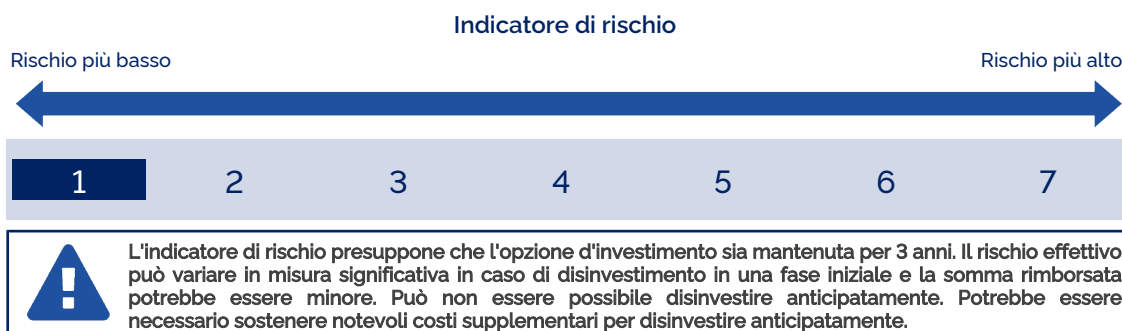 Indicatore di rischio
Rischio più basso
Rischio più alto
1 2 3 4 5 6 7
L'indicatore di rischio presuppone che l'opzione d'investimento sia mantenuta per 3 anni. Il rischio effettivo
può variare in misura significativa in caso di disinvestimento in una fase iniziale e la somma rimborsata
potrebbe essere minore. Può non essere possibile disinvestire anticipatamente. Potrebbe essere
necessario sostenere notevoli costi supplementari per disinvestire anticipatamente.